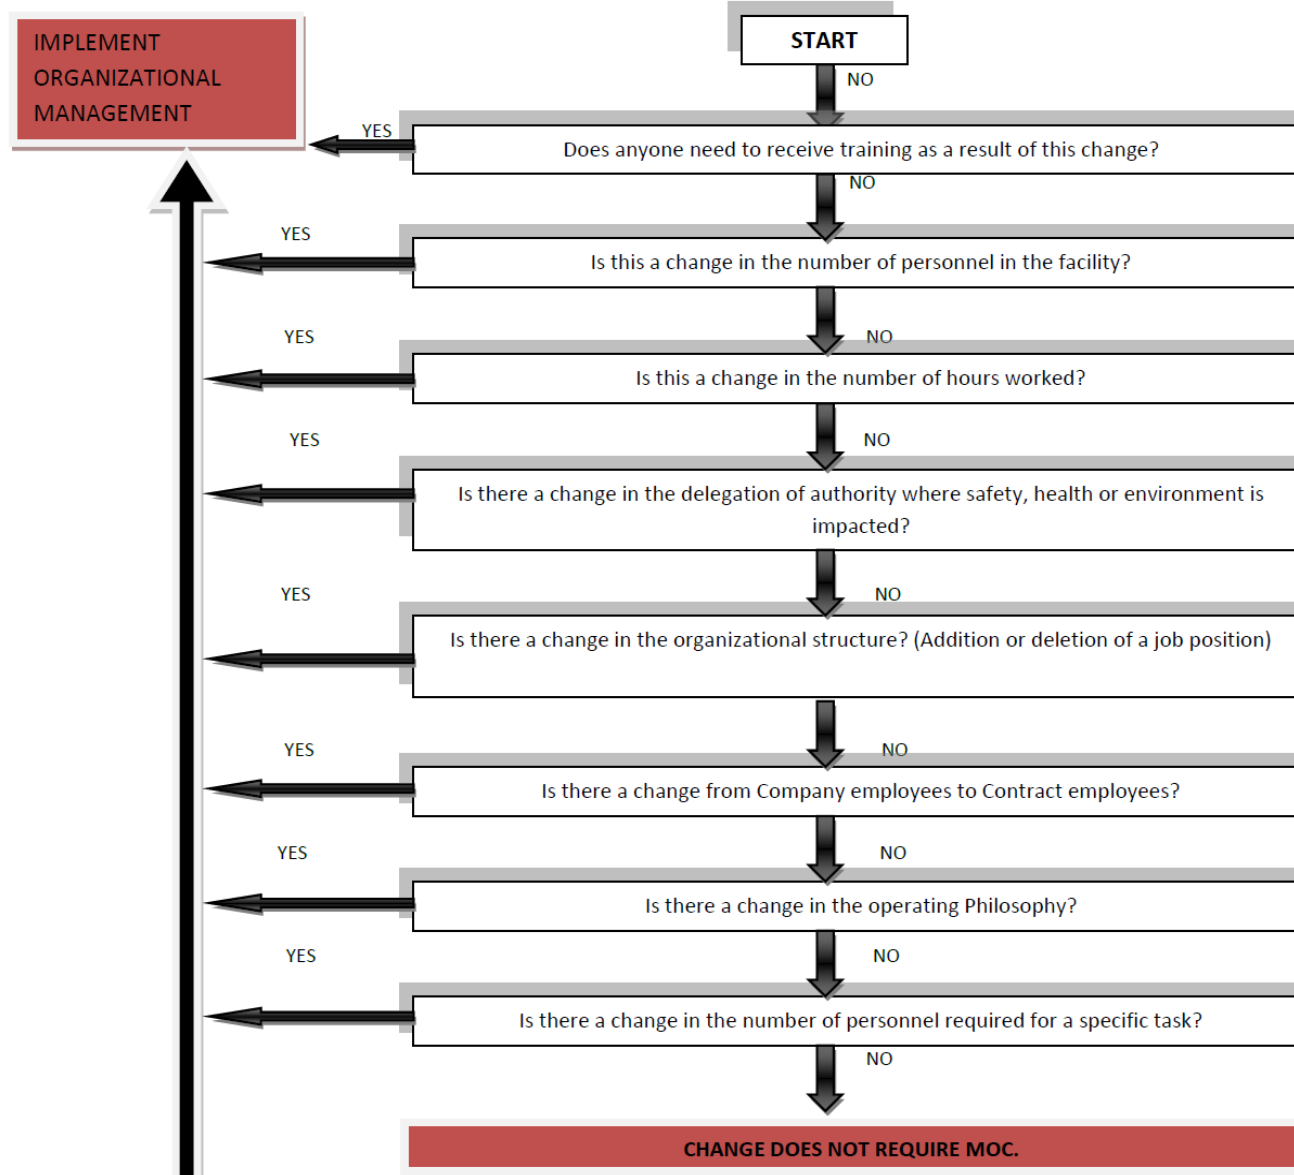 IMPLEMENT
ORGANIZATIONAL
MANAGEMENT
START
NO
YES
Does anyone need to receive training as a result of this change?
NO
YES
Is this a change in the number of personnel in the facility?
YES
NO
Is this a change in the number of hours worked?
YES
NO
Is there a change in the delegation of authority where safety, health or environment is
impacted?
YES
NO
Is there a change in the organizational structure? (Addition or deletion of a job position)
YES
NO
Is there a change from Company employees to Contract employees?
YES
NO
Is there a change in the operating Philosophy?
YES
NO
Is there a change in the number of personnel required for a specific task?
NO
CHANGE DOES NOT REQUIRE MOC.